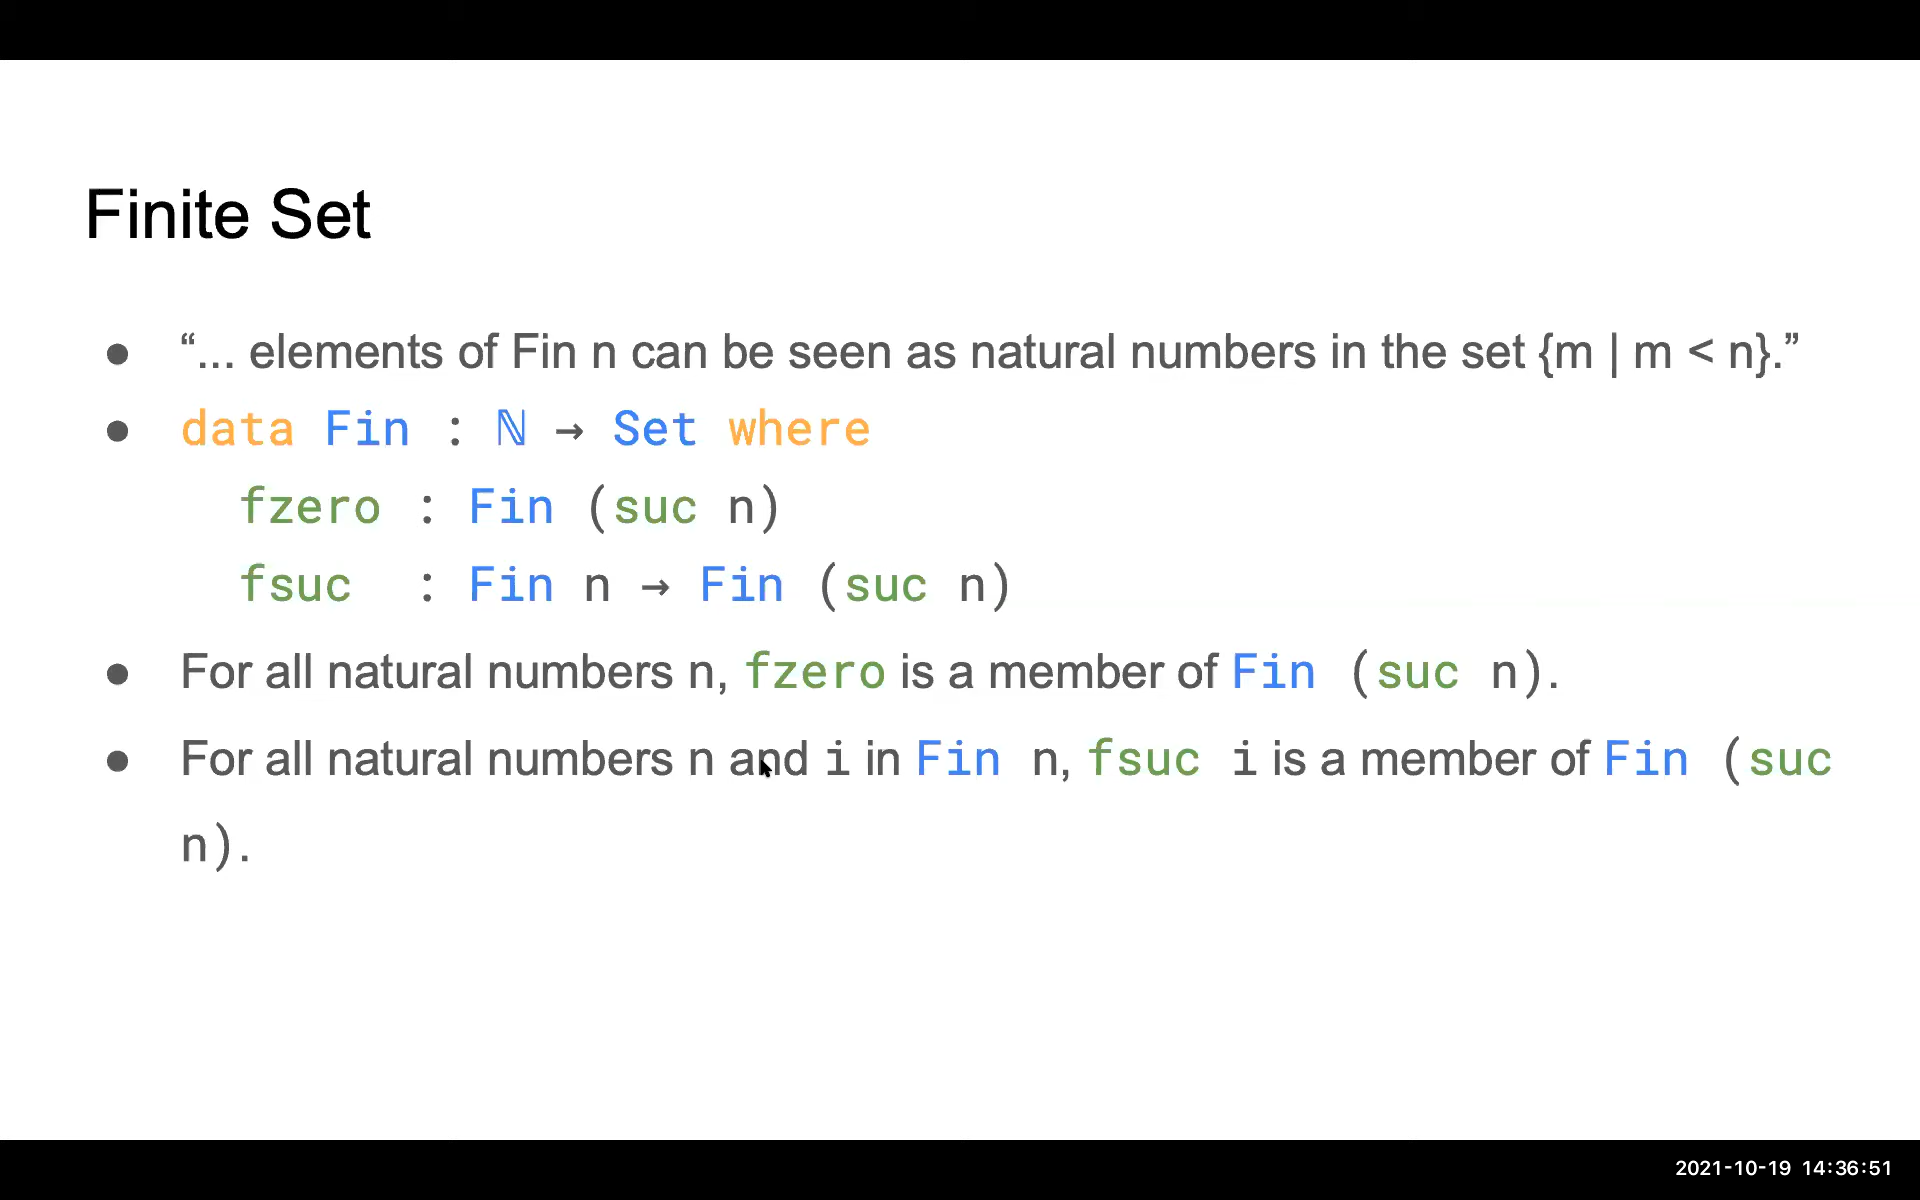 Finite Set
● “... elements of Fin n can be seen as natural numbers in the set {m | m < n}.”
● data Fin : ℕ → Set where
fzero : Fin (suc n)
fsuc  : Fin n → Fin (suc n)
● For all natural numbers n, fzero is a member of Fin (suc n).
● For all natural numbers n and i in Fin n, fsuc i is a member of Fin (suc
n).
2021-10-19 14:36:51